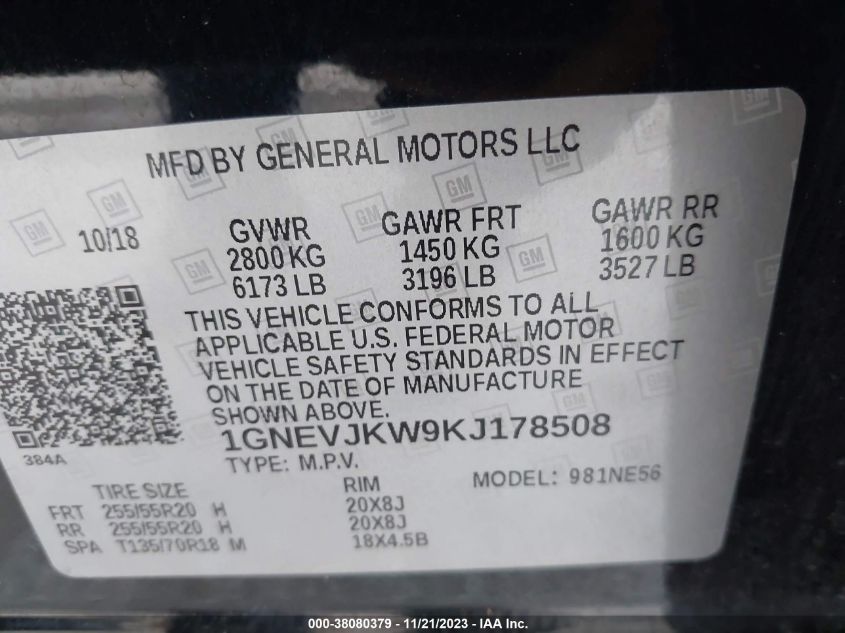 MFD BY GENERAL MOTORS LLC
10/18
GVWR
2800 KG
6173 LB
GAWR FRT
1450 KG
3196 LB
GAWR RR
1600 KG
3527 LB
THIS VEHICLE CONFORMS TO ALL
APPLICABLE U.S. FEDERAL MOTOR
VEHICLE SAFETY STANDARDS IN EFFECT
ON THE DATE OF MANUFACTURE
SHOWN ABOVE.
1GNEVJKW9KJ178508
384A
TYPE: M.P.V.
MODEL: 981NE56
TIRE SIZE RIM
FRT 255/55R20 H 20X8J
RR 255/55R20 H 20X8J
SPA T135/70R18 M 18X4.5B
000-38080379 - 11/21/2023 - IAA Inc.